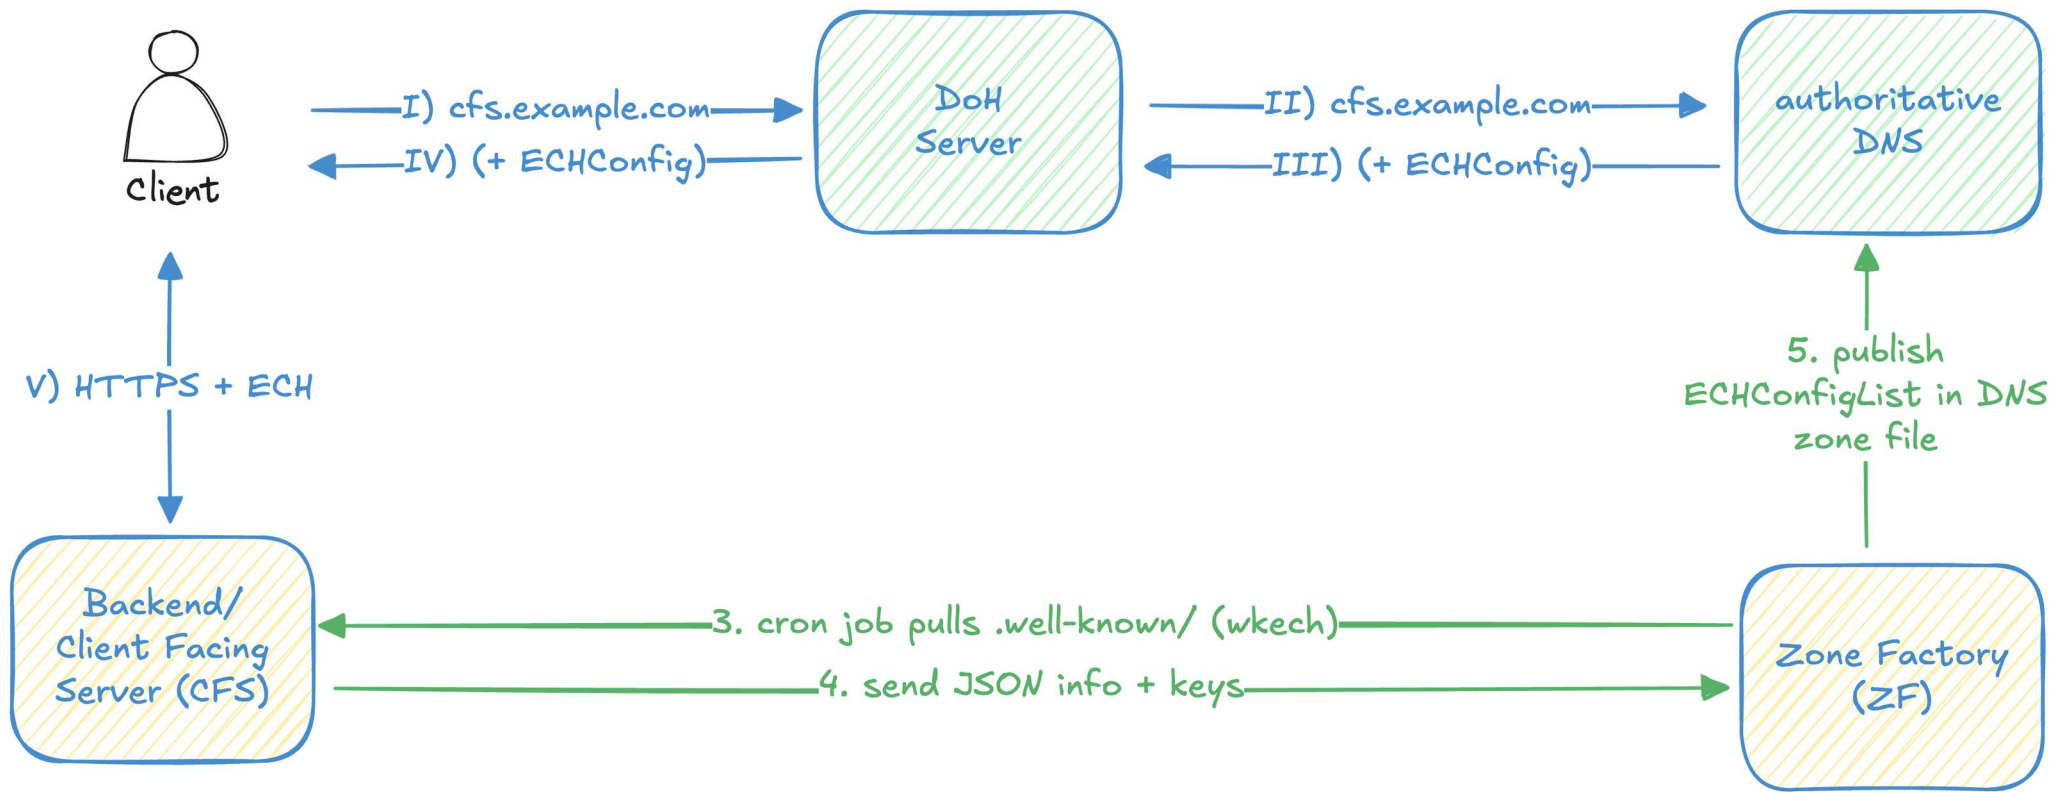 Client
I) cfs.example.com
IV) (+ ECHConfig)
DoH
Server
II) cfs.example.com
III) (+ ECHConfig)
authoritative
DNS
V) HTTPS + ECH
5. publish
ECHConfigList in DNS
zone file
Backend/
Client Facing
Server (CFS)
3. cron job pulls .well-known/ (wkech)
4. send JSON info + keys
Zone Factory
(ZF)